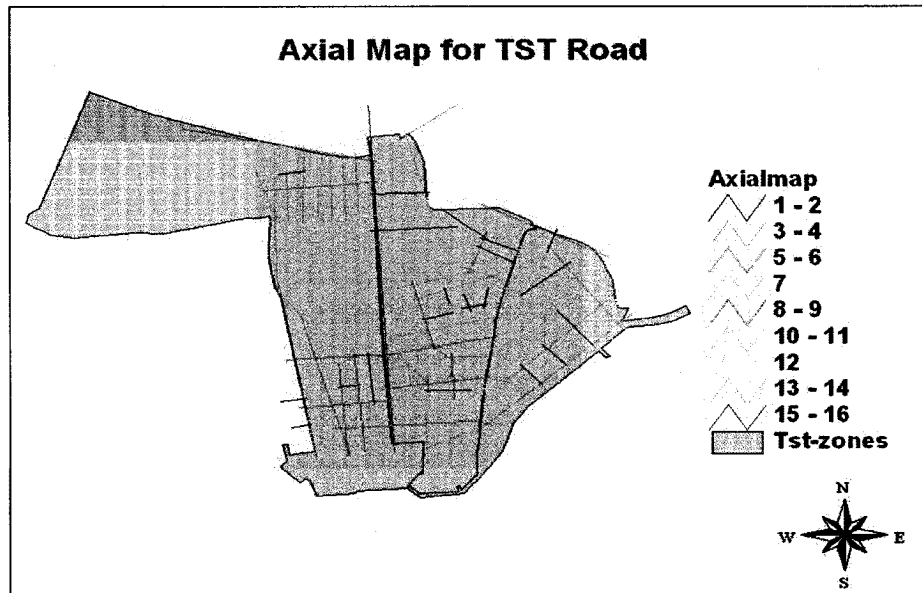 Axial Map for TST Road
Axialmap
1 - 2
3 - 4
5 - 6
7
8 - 9
10 - 11
12
13 - 14
15 - 16
Tst-zones
N
W E
S